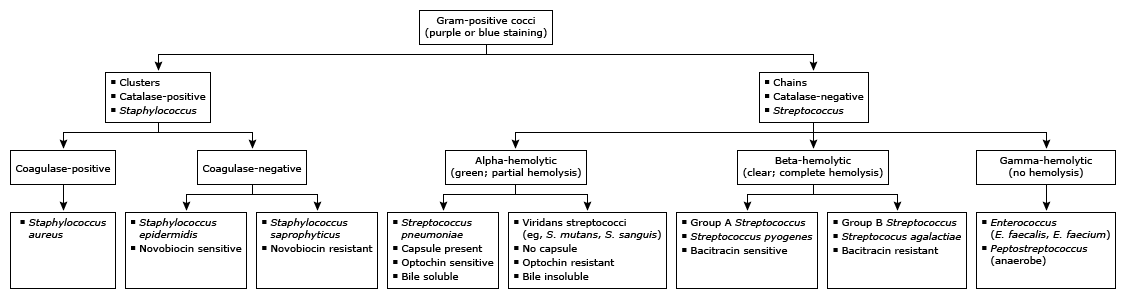 Gram-positive cocci
(purple or blue staining)
▪ Clusters
▪ Catalase-positive
▪ Staphylococcus
▪ Chains
▪ Catalase-negative
▪ Streptococcus
Coagulase-positive
Coagulase-negative
Alpha-hemolytic
(green; partial hemolysis)
Beta-hemolytic
(clear; complete hemolysis)
Gamma-hemolytic
(no hemolysis)
▪ Staphylococcus
aureus
▪ Staphylococcus
epidermidis
▪ Novobiocin sensitive
▪ Staphylococcus
saprophyticus
▪ Novobiocin resistant
▪ Streptococcus
pneumoniae
▪ Capsule present
▪ Optochin sensitive
▪ Bile soluble
▪ Viridans streptococci
(eg, S. mutans, S. sanguis)
▪ No capsule
▪ Optochin resistant
▪ Bile insoluble
▪ Group A Streptococcus
▪ Streptococcus pyogenes
▪ Bacitracin sensitive
▪ Group B Streptococcus
▪ Streptococus agalactiae
▪ Bacitracin resistant
▪ Enterococcus
(E. faecalis, E. faecium)
▪ Peptostreptococcus
(anaerobe)